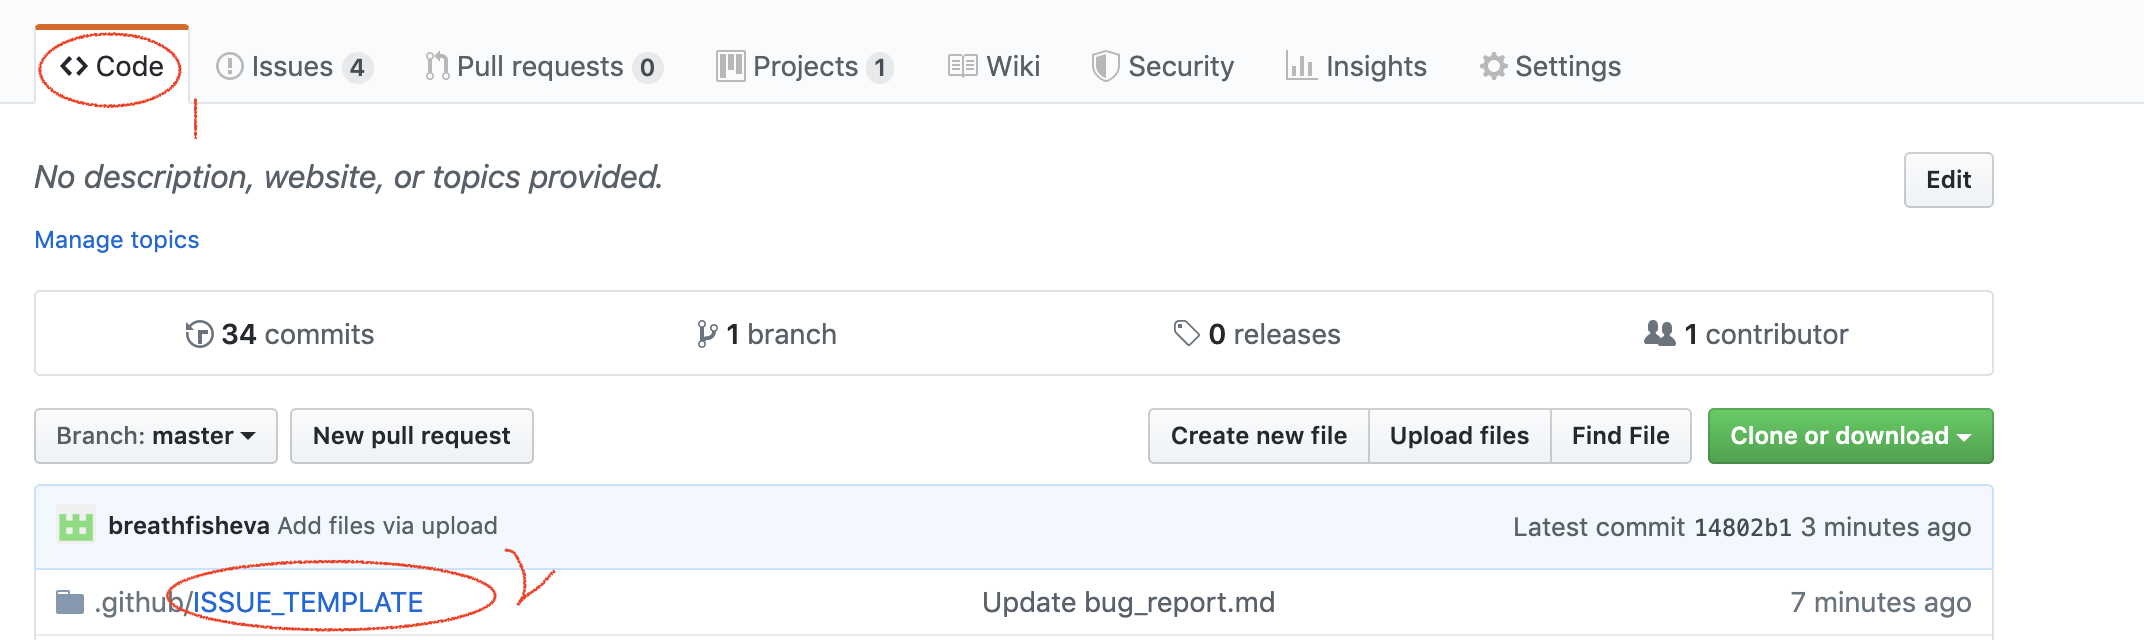 Code Issues 4 Pull requests 0 Projects 1 Wiki Security Insights Settings
No description, website, or topics provided.
Edit
Manage topics
34 commits 1 branch 0 releases 1 contributor
Branch: master New pull request Create new file Upload files Find File Clone or download
breathfisheva Add files via upload Latest commit 14802b1 3 minutes ago
.github/ISSUE_TEMPLATE Update bug_report.md 7 minutes ago